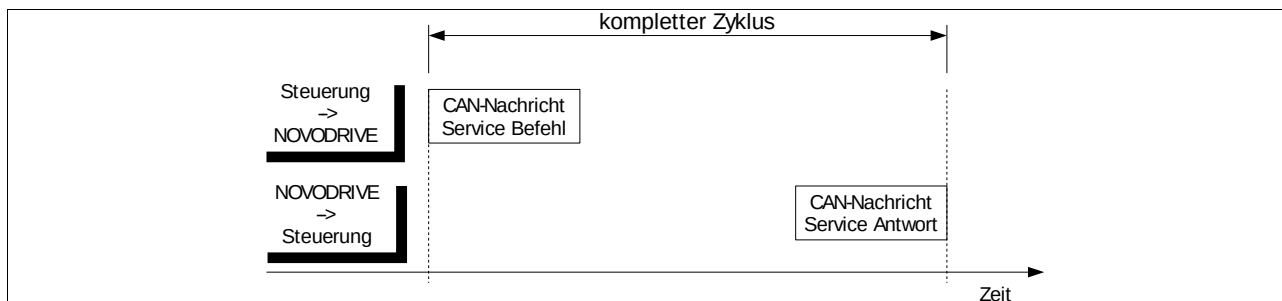 kompletter Zyklus
Steuerung
–>
NOVODRIVE
CAN-Nachricht
Service Befehl
NOVODRIVE
–>
Steuerung
CAN-Nachricht
Service Antwort
Zeit